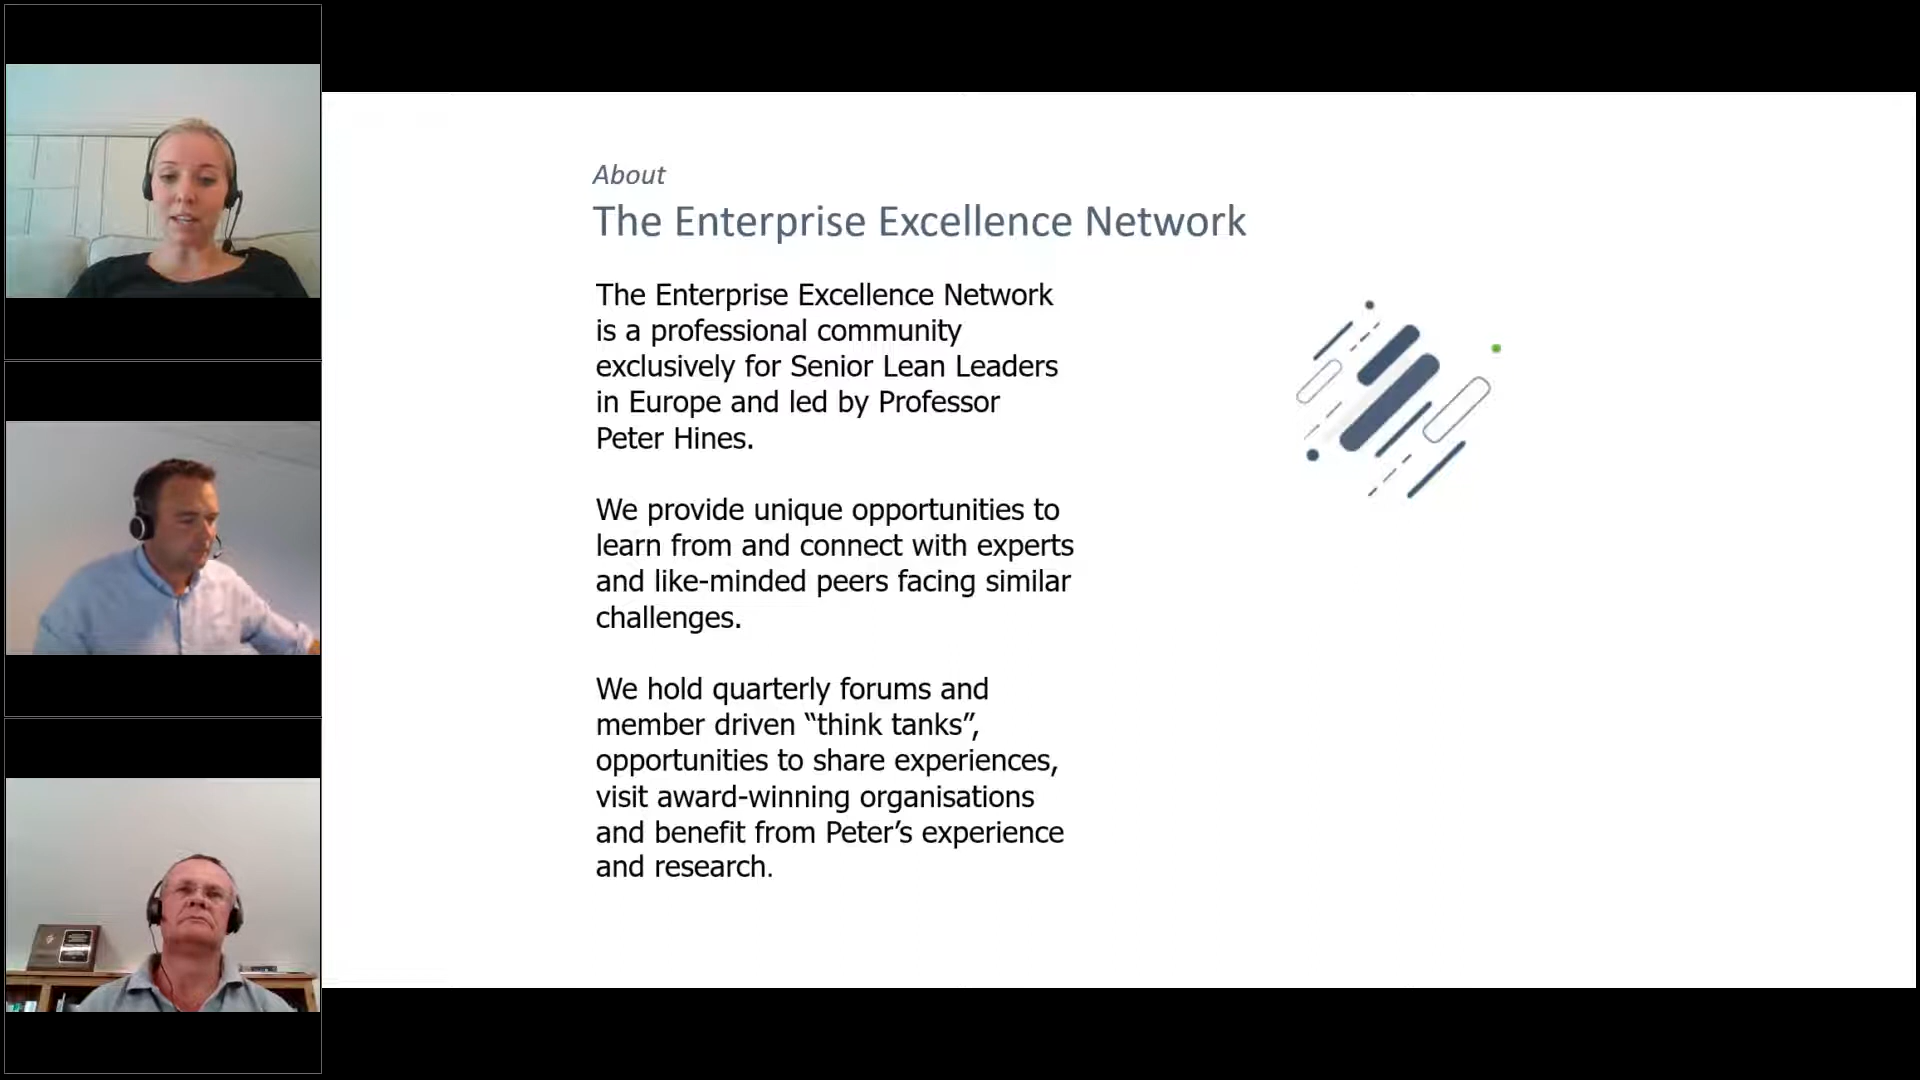 About
The Enterprise Excellence Network
The Enterprise Excellence Network
is a professional community
exclusively for Senior Lean Leaders
in Europe and led by Professor
Peter Hines.
We provide unique opportunities to
learn from and connect with experts
and like-minded peers facing similar
challenges.
We hold quarterly forums and
member driven “think tanks”,
opportunities to share experiences,
visit award-winning organisations
and benefit from Peter’s experience
and research.